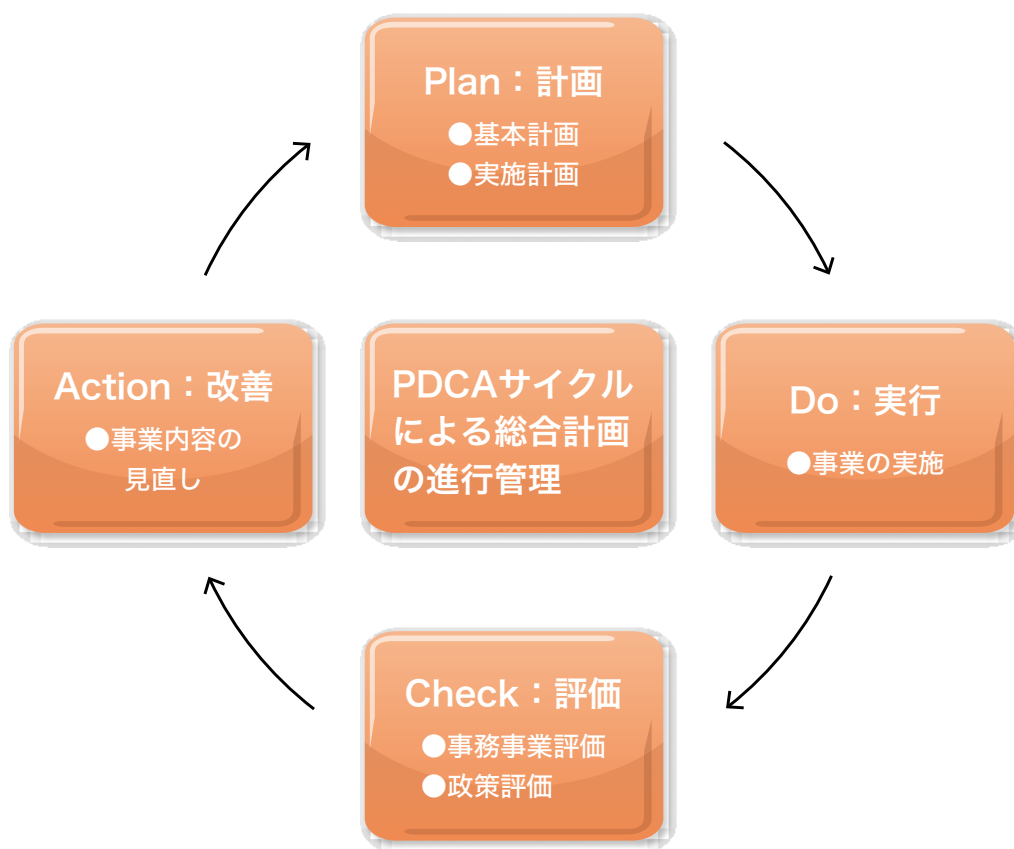 Plan：計画
●基本計画
●実施計画
Action：改善
●事業内容の
見直し
PDCAサイクル
による総合計画
の進行管理
Do：実行
●事業の実施
Check：評価
●事務事業評価
●政策評価